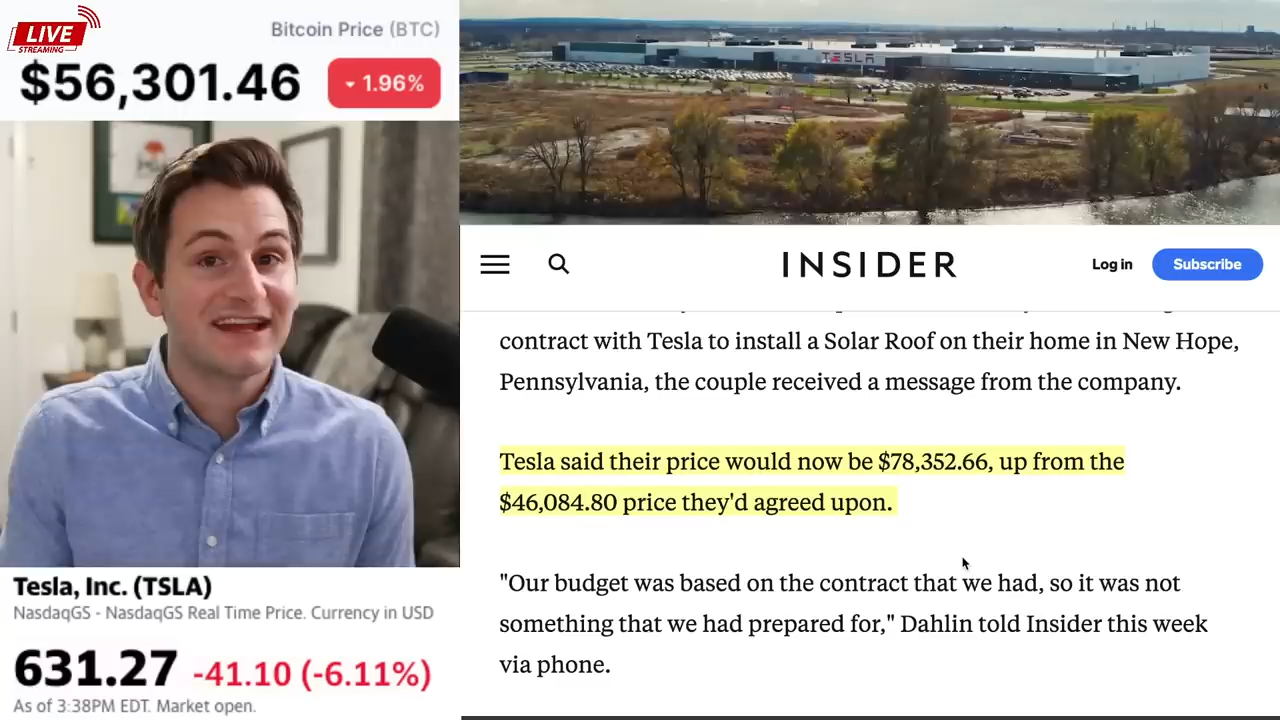 LIVE
STREAMING
Bitcoin Price (BTC)
$56,301.46
1.96%
Tesla, Inc. (TSLA)
NasdaqGS - NasdaqGS Real Time Price. Currency in USD
631.27 -41.10 (-6.11%)
As of 3:38PM EDT. Market open.
TESLA
INSIDER
Log in
Subscribe
contract with Tesla to install a Solar Roof on their home in New Hope,
Pennsylvania, the couple received a message from the company.
Tesla said their price would now be $78,352.66, up from the
$46,084.80 price they'd agreed upon.
"Our budget was based on the contract that we had, so it was not
something that we had prepared for," Dahlin told Insider this week
via phone.